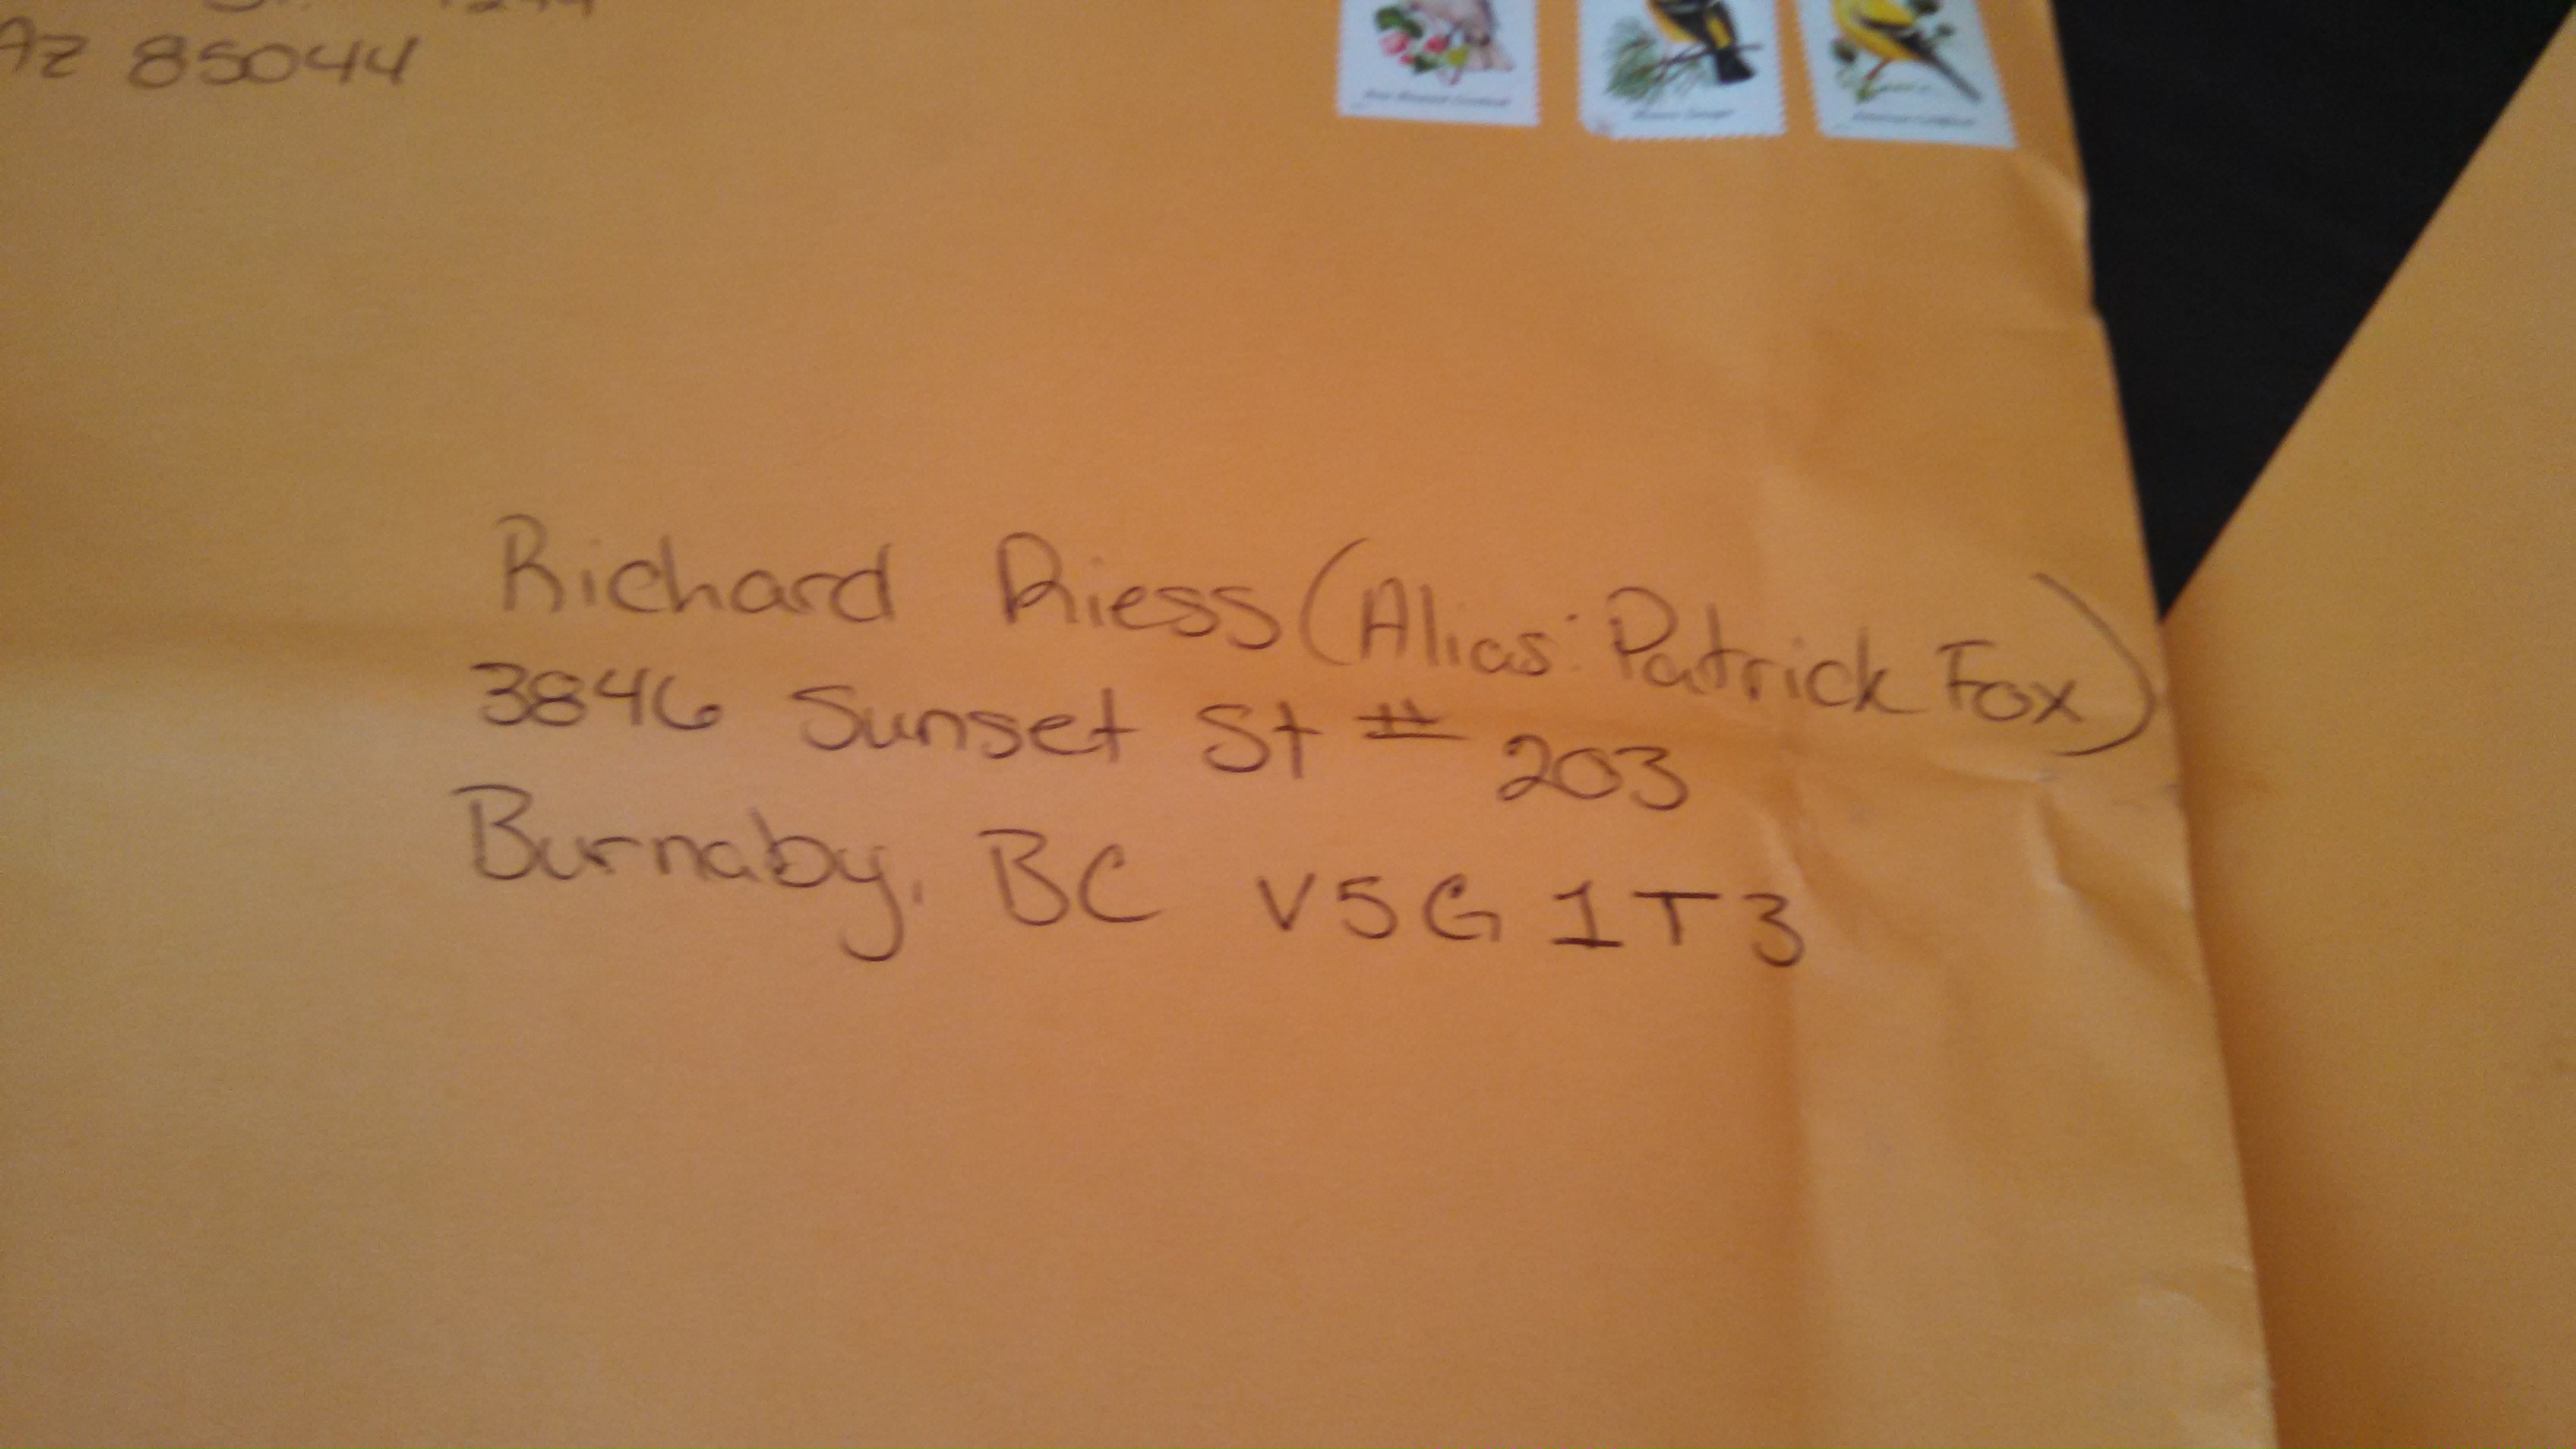 AZ 85044
Richard Riess (Alias: Patrick Fox)
3846 Sunset St # 203
Burnaby, BC V5G 1T3